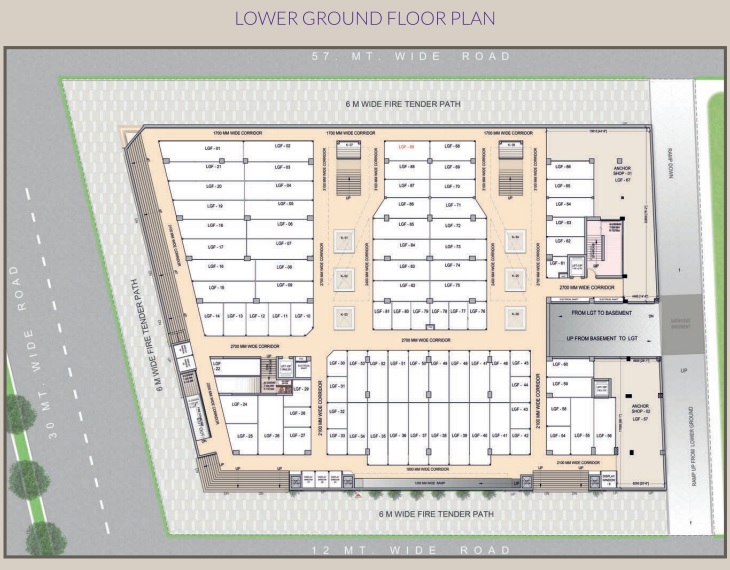 LOWER GROUND FLOOR PLAN
57. MT. WIDE ROAD
6 M WIDE FIRE TENDER PATH
1700 MM WIDE CORRIDOR
1700 MM WIDE CORRIDOR
1700 MM WIDE CORRIDOR
LGF - 01
LGF - 02
LGF - 21
LGF - 03
LGF - 20
LGF - 04
LGF - 19
LGF - 05
LGF - 18
LGF - 06
LGF - 17
LGF - 07
LGF - 16
LGF - 09
LGF - 15
LGF - 08
LGF - 14
LGF - 13
LGF - 12
LGF - 11
LGF - 10
UP
UP
LGF - 88
LGF - 69
LGF - 87
LGF - 70
LGF - 86
LGF - 71
LGF - 85
LGF - 72
LGF - 84
LGF - 73
LGF - 83
LGF - 74
LGF - 82
LGF - 75
LGF - 81
LGF - 80
LGF - 79
LGF - 78
LGF - 77
LGF - 76
LGF - 66
LGF - 65
LGF - 64
LGF - 63
LGF - 62
LGF - 61
ANCHOR
SHOP - 01
LGF - 67
RAMP DOWN
UP
2700 MM WIDE CORRIDOR
FROM LGT TO BASEMENT
DN
UP FROM BASEMENT TO LGT
2700 MM WIDE CORRIDOR
2700 MM WIDE CORRIDOR
LGF
22
LGF - 24
LGF - 25
LGF - 26
LGF - 27
LGF - 28
LGF - 29
2100 MM WIDE CORRIDOR
LGF - 30
LGF - 31
LGF - 32
LGF - 33
LGF - 34
LGF - 35
LGF - 36
LGF - 37
LGF - 38
LGF - 39
LGF - 40
LGF - 41
LGF - 42
LGF - 43
LGF - 44
LGF - 45
LGF - 46
LGF - 47
LGF - 48
LGF - 49
LGF - 50
LGF - 51
LGF - 52
LGF - 53
2100 MM WIDE CORRIDOR
LGF - 60
LGF - 59
LGF - 58
LGF - 54
LGF - 55
LGF - 56
ANCHOR
SHOP - 02
LGF - 57
UP
RAMP UP FROM LOWER GROUND
2100 MM WIDE CORRIDOR
1800 MM WIDE CORRIDOR
1200 MM WIDE RAMP
UP
6 M WIDE FIRE TENDER PATH
6 M WIDE FIRE TENDER PATH
30 MT. WIDE ROAD
12 MT. WIDE ROAD